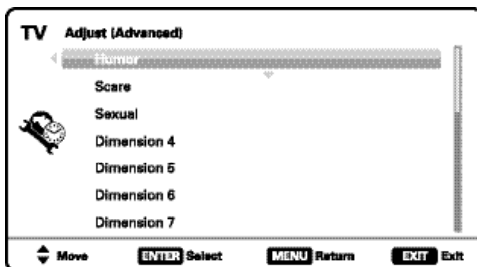 TV Adjust (Advanced)
Humor
Scare
Sexual
Dimension 4
Dimension 5
Dimension 6
Dimension 7
Move ENTER Select MENU Return EXIT Exit